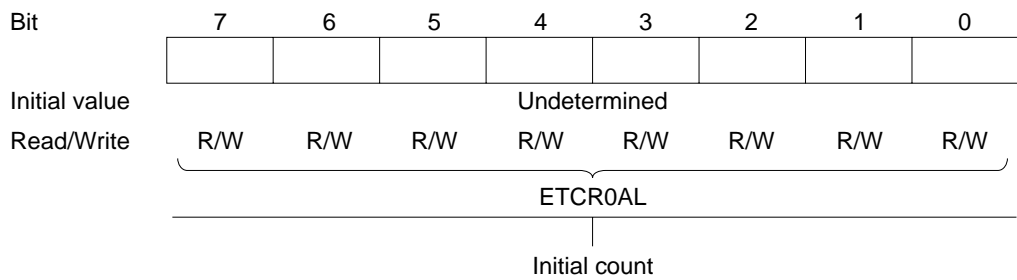 Bit 7 6 5 4 3 2 1 0
Initial value Undetermined
Read/Write R/W R/W R/W R/W R/W R/W R/W R/W
ETCR0AL
Initial count